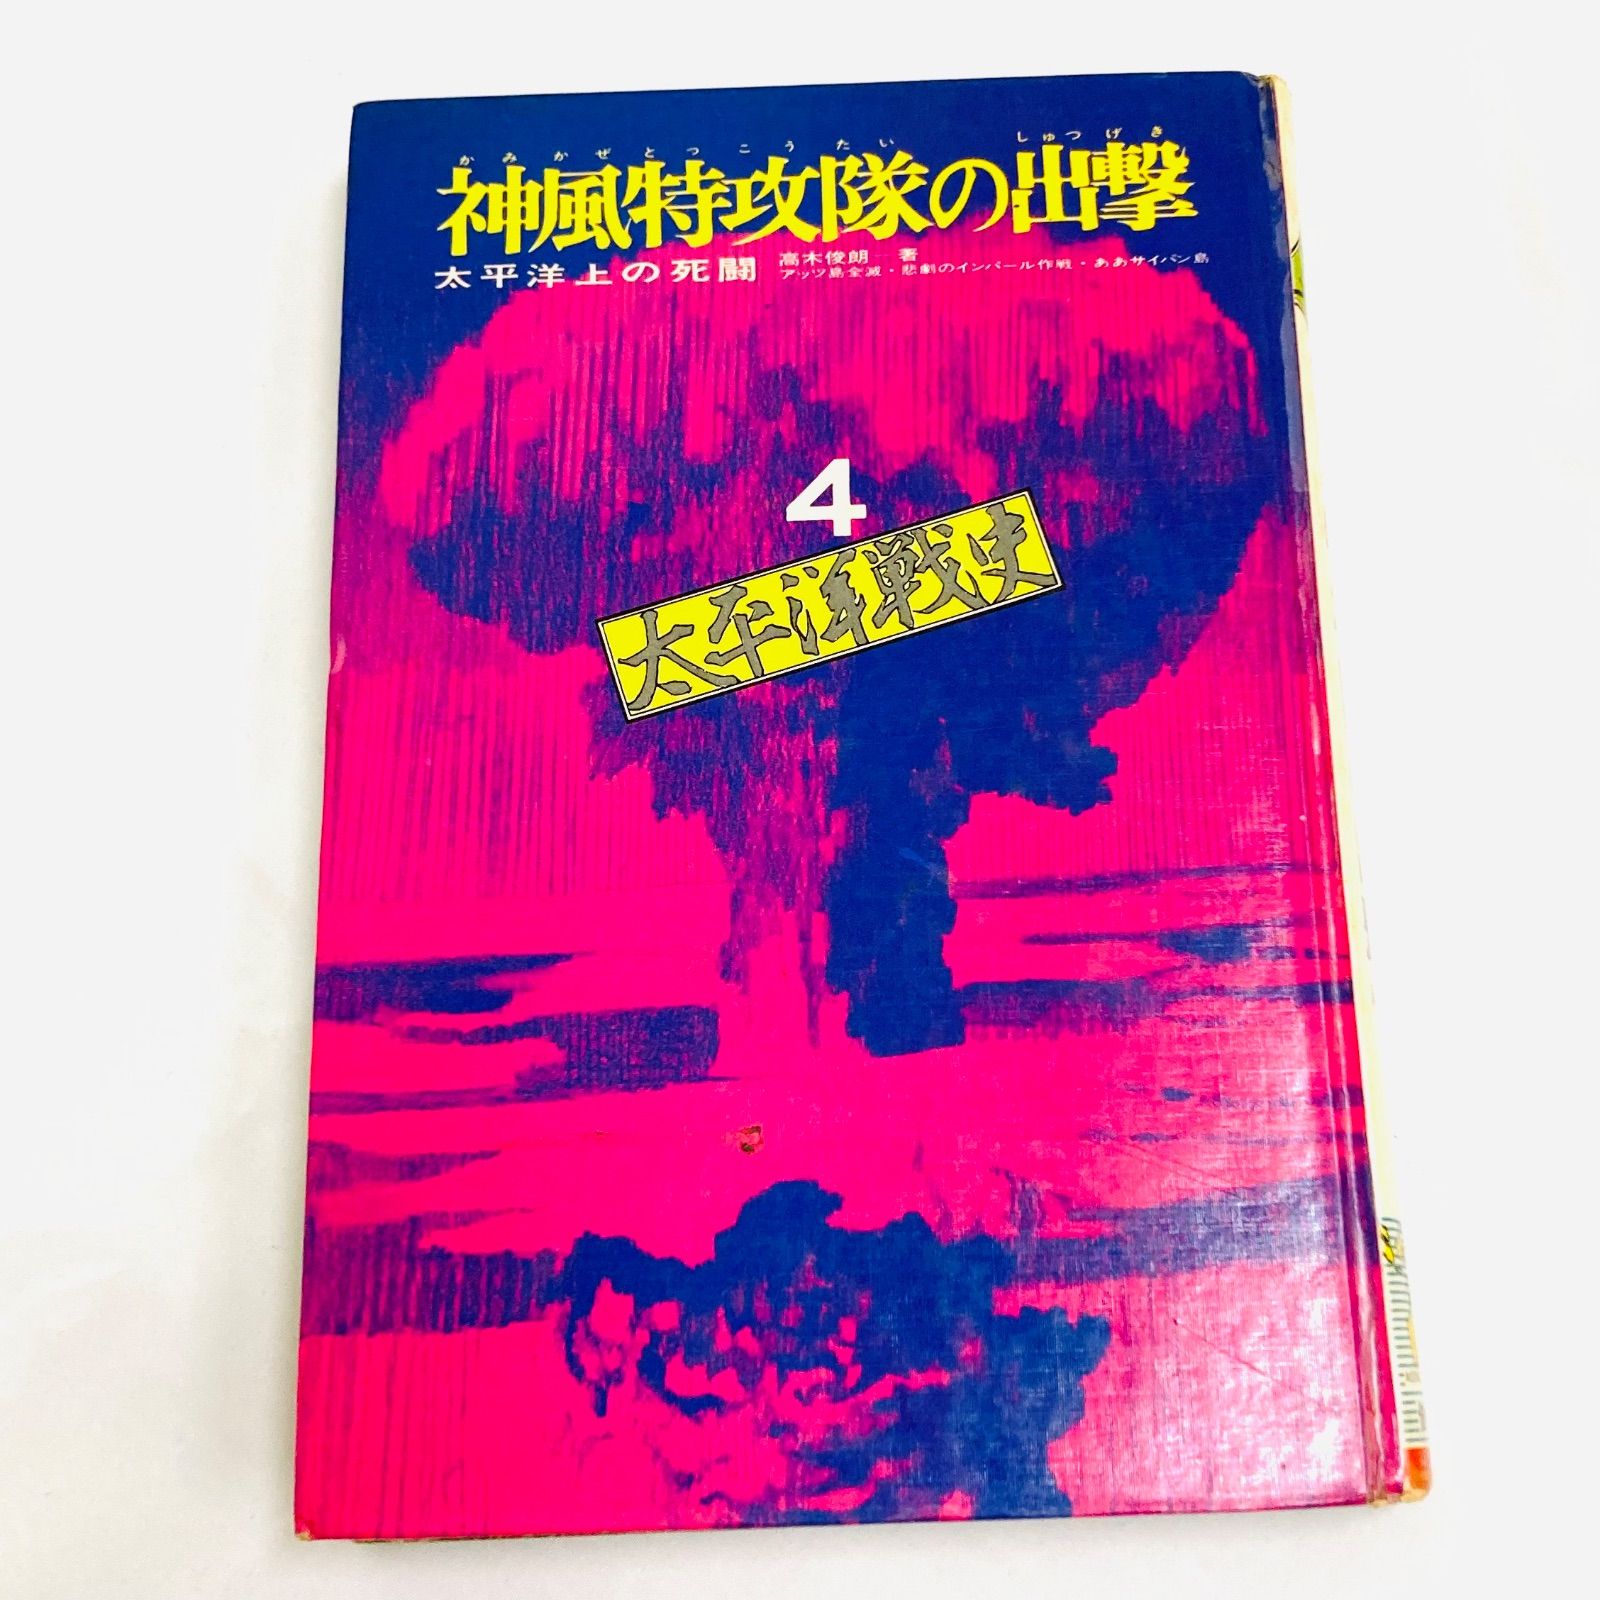 かみかぜとつこうたい しゅつげき
神風特攻隊の出撃
太平洋上の死闘
高木俊朗—著
アッツ島全滅・悲劇のインパール作戦・ああサイパン島
4
太平洋戦史